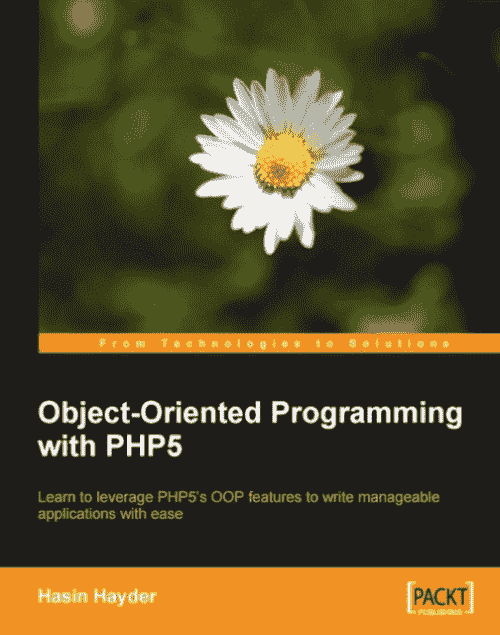 From Technologies to Solutions
Object-Oriented Programming
with PHP5
Learn to leverage PHP5's OOP features to write manageable
applications with ease
Hasin Hayder
[PACKT]
PUBLISHING